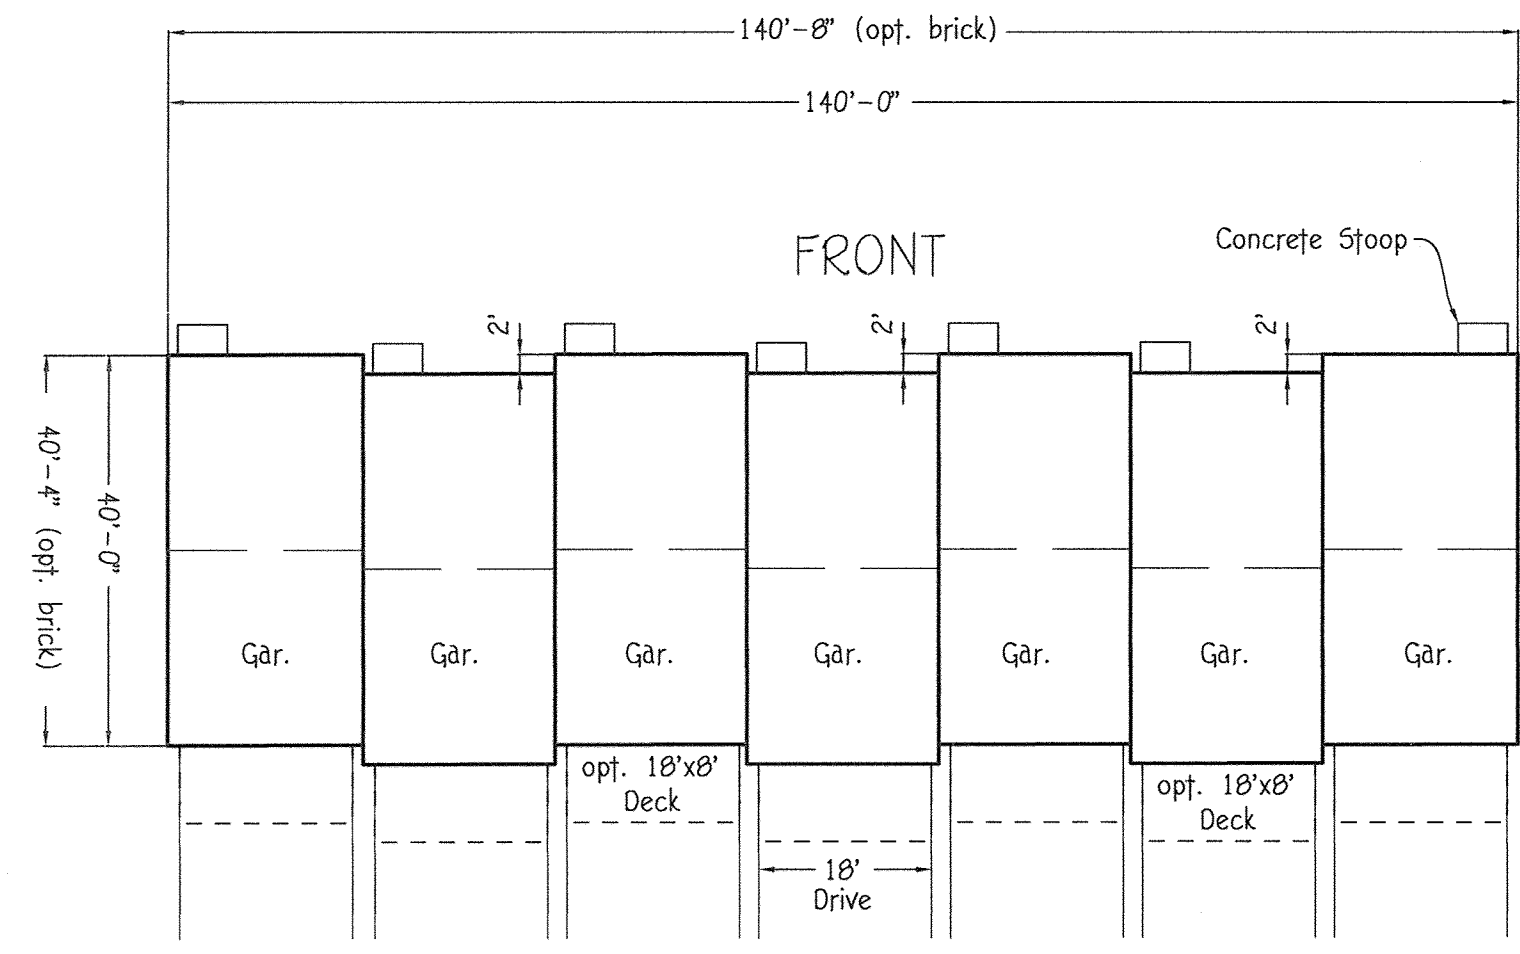 140'-8" (opt. brick)
140'-0"
FRONT
Concrete Stoop
2'
2'
2'
40'-4" (opt. brick)
40'-0"
Gar.
Gar.
Gar.
Gar.
Gar.
Gar.
Gar.
opt. 18'x8'
Deck
opt. 18'x8'
Deck
18'
Drive